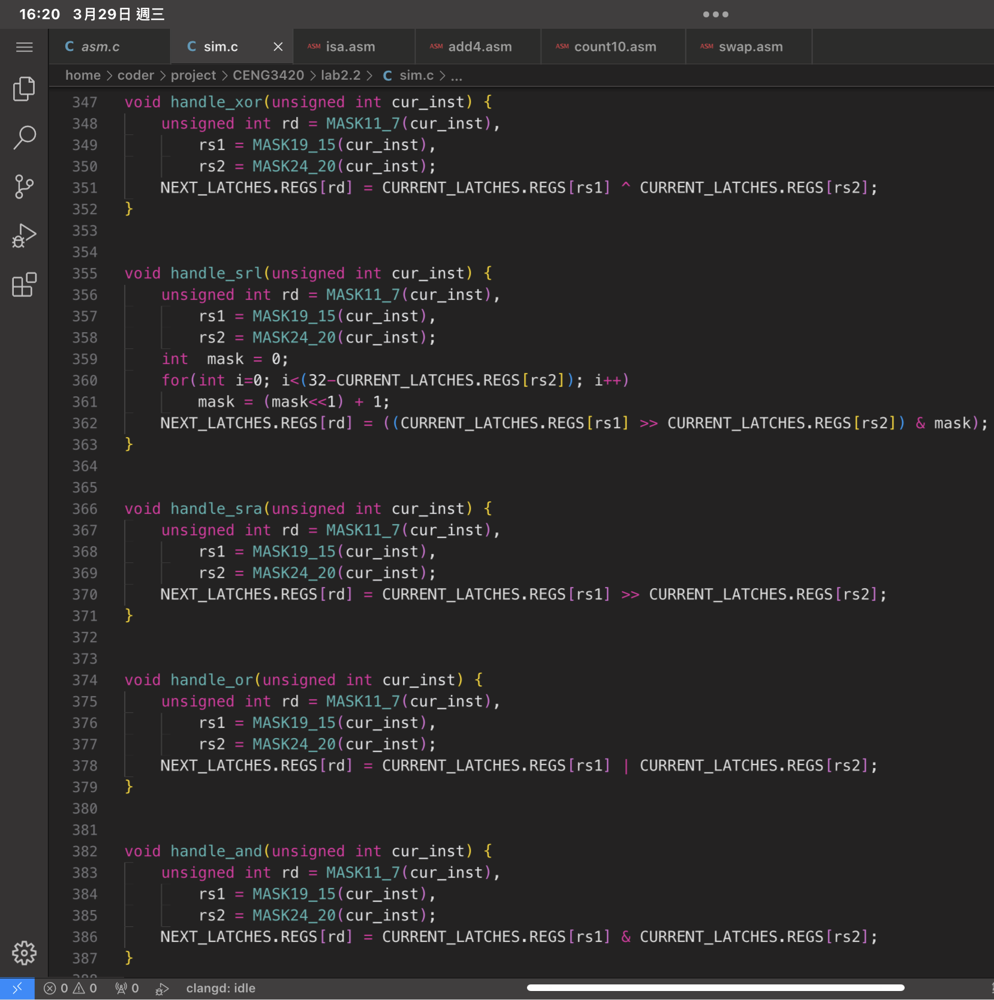 16:20 3月29日 週三
C asm.c C sim.c × ASM isa.asm ASM add4.asm ASM count10.asm ASM swap.asm
home > coder > project > CENG3420 > lab2.2 > C sim.c > ...
347 void handle_xor(unsigned int cur_inst) {
348     unsigned int rd = MASK11_7(cur_inst),
349         rs1 = MASK19_15(cur_inst),
350         rs2 = MASK24_20(cur_inst);
351     NEXT_LATCHES.REGS[rd] = CURRENT_LATCHES.REGS[rs1] ^ CURRENT_LATCHES.REGS[rs2];
352 }
353
354
355 void handle_srl(unsigned int cur_inst) {
356     unsigned int rd = MASK11_7(cur_inst),
357         rs1 = MASK19_15(cur_inst),
358         rs2 = MASK24_20(cur_inst);
359     int  mask = 0;
360     for(int i=0; i<(32-CURRENT_LATCHES.REGS[rs2]); i++)
361         mask = (mask<<1) + 1;
362     NEXT_LATCHES.REGS[rd] = ((CURRENT_LATCHES.REGS[rs1] >> CURRENT_LATCHES.REGS[rs2]) & mask);
363 }
364
365
366 void handle_sra(unsigned int cur_inst) {
367     unsigned int rd = MASK11_7(cur_inst),
368         rs1 = MASK19_15(cur_inst),
369         rs2 = MASK24_20(cur_inst);
370     NEXT_LATCHES.REGS[rd] = CURRENT_LATCHES.REGS[rs1] >> CURRENT_LATCHES.REGS[rs2];
371 }
372
373
374 void handle_or(unsigned int cur_inst) {
375     unsigned int rd = MASK11_7(cur_inst),
376         rs1 = MASK19_15(cur_inst),
377         rs2 = MASK24_20(cur_inst);
378     NEXT_LATCHES.REGS[rd] = CURRENT_LATCHES.REGS[rs1] | CURRENT_LATCHES.REGS[rs2];
379 }
380
381
382 void handle_and(unsigned int cur_inst) {
383     unsigned int rd = MASK11_7(cur_inst),
384         rs1 = MASK19_15(cur_inst),
385         rs2 = MASK24_20(cur_inst);
386     NEXT_LATCHES.REGS[rd] = CURRENT_LATCHES.REGS[rs1] & CURRENT_LATCHES.REGS[rs2];
387 }
0 0 0 clangd: idle